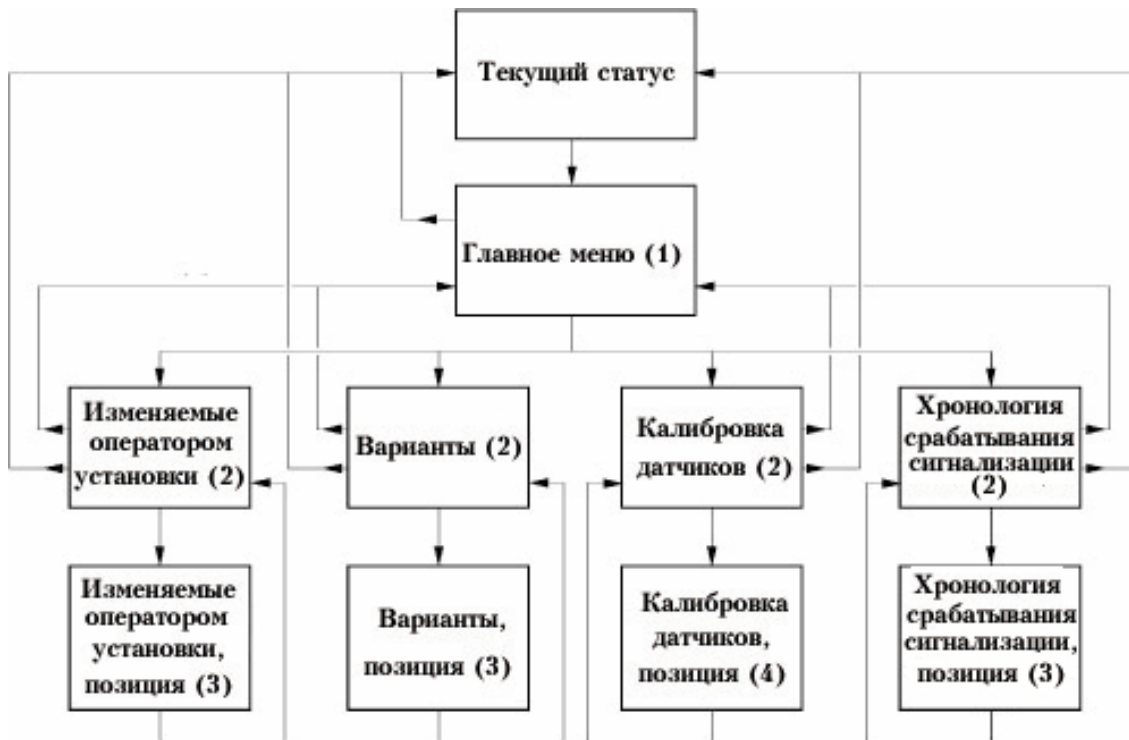 Текущий статус
Главное меню (1)
Изменяемые
оператором
установки (2)
Варианты (2)
Калибровка
датчиков (2)
Хронология
срабатывания
сигнализации
(2)
Изменяемые
оператором
установки,
позиция (3)
Варианты,
позиция (3)
Калибровка
датчиков,
позиция (4)
Хронология
срабатывания
сигнализации,
позиция (3)